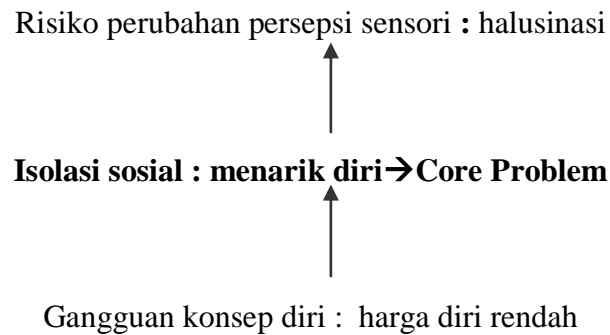 Risiko perubahan persepsi sensori : halusinasi
Isolasi sosial : menarik diri→Core Problem
Gangguan konsep diri : harga diri rendah